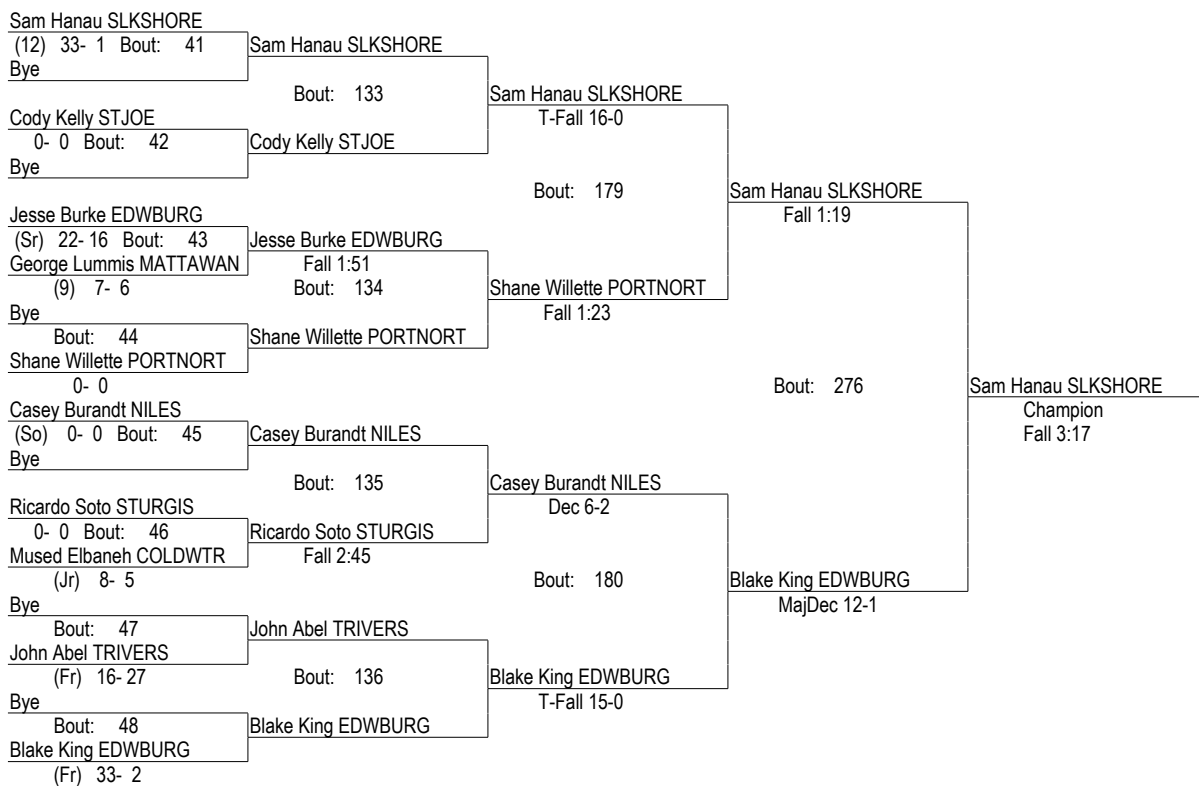 Sam Hanau SLKSHORE
(12) 33- 1 Bout: 41
Bye
Cody Kelly STJOE
0- 0 Bout: 42
Bye
Jesse Burke EDWBURG
(Sr) 22- 16 Bout: 43
George Lummis MATTAWAN
(9) 7- 6
Bye
Bout: 44
Shane Willette PORTNORT
0- 0
Casey Burandt NILES
(So) 0- 0 Bout: 45
Bye
Ricardo Soto STURGIS
0- 0 Bout: 46
Mused Elbaneh COLDWTR
(Jr) 8- 5
Bye
Bout: 47
John Abel TRIVERS
(Fr) 16- 27
Bye
Bout: 48
Blake King EDWBURG
(Fr) 33- 2
Sam Hanau SLKSHORE
Bout: 133
Cody Kelly STJOE
Jesse Burke EDWBURG
Fall 1:51
Bout: 134
Shane Willette PORTNORT
Casey Burandt NILES
Bout: 135
Ricardo Soto STURGIS
Fall 2:45
John Abel TRIVERS
Bout: 136
Blake King EDWBURG
Sam Hanau SLKSHORE
T-Fall 16-0
Bout: 179
Shane Willette PORTNORT
Fall 1:23
Casey Burandt NILES
Dec 6-2
Bout: 180
Blake King EDWBURG
T-Fall 15-0
Sam Hanau SLKSHORE
Fall 1:19
Bout: 276
Blake King EDWBURG
MajDec 12-1
Sam Hanau SLKSHORE
Champion
Fall 3:17